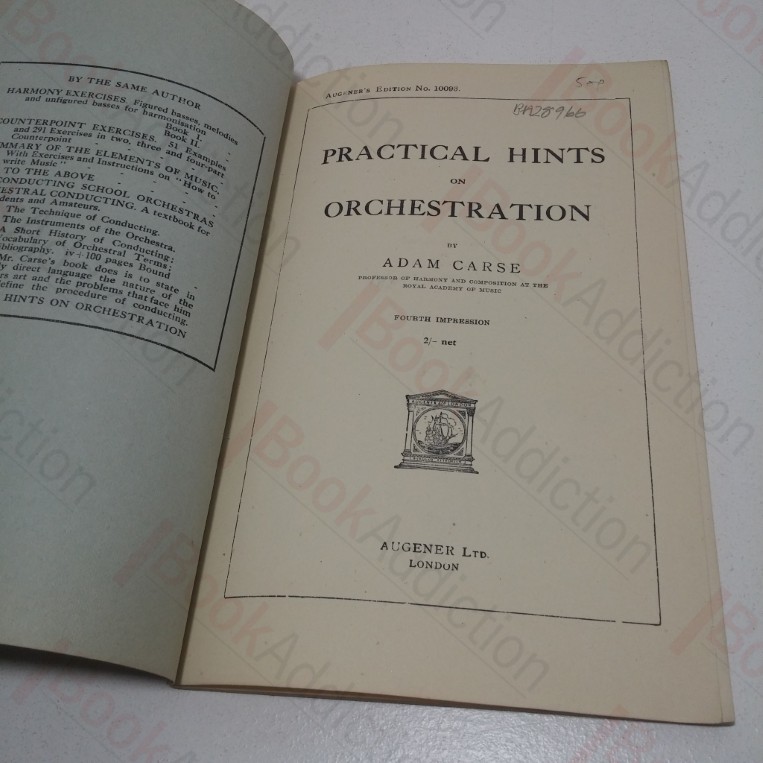 BY THE SAME AUTHOR
HARMONY EXERCISES. Figured basses, melodies
and unfigured basses for harmonisation
Book I.
COUNTERPOINT EXERCISES. 51 Examples Book II.
and 291 Exercises in two, three and four-part
Counterpoint
MMARY OF THE ELEMENTS OF MUSIC.
With Exercises and Instructions on "How to
write Music"
TO THE ABOVE
CONDUCTING SCHOOL ORCHESTRAS
ESTRAL CONDUCTING. A textbook for
dents and Amateurs.
The Technique of Conducting.
The Instruments of the Orchestra.
A Short History of Conducting;
Vocabulary of Orchestral Terms;
ibliography. iv+100 pages Bound
Mr. Carse's book does is to state in
ly direct language the nature of the
rs art and the problems that face him
efine the procedure of conducting.
HINTS ON ORCHESTRATION
AUGENER'S EDITION No. 10093.
PRACTICAL HINTS
ON
ORCHESTRATION
BY
ADAM CARSE
PROFESSOR OF HARMONY AND COMPOSITION AT THE
ROYAL ACADEMY OF MUSIC
FOURTH IMPRESSION
2/- net
AUGENER LTD.
LONDON
BookAddiction